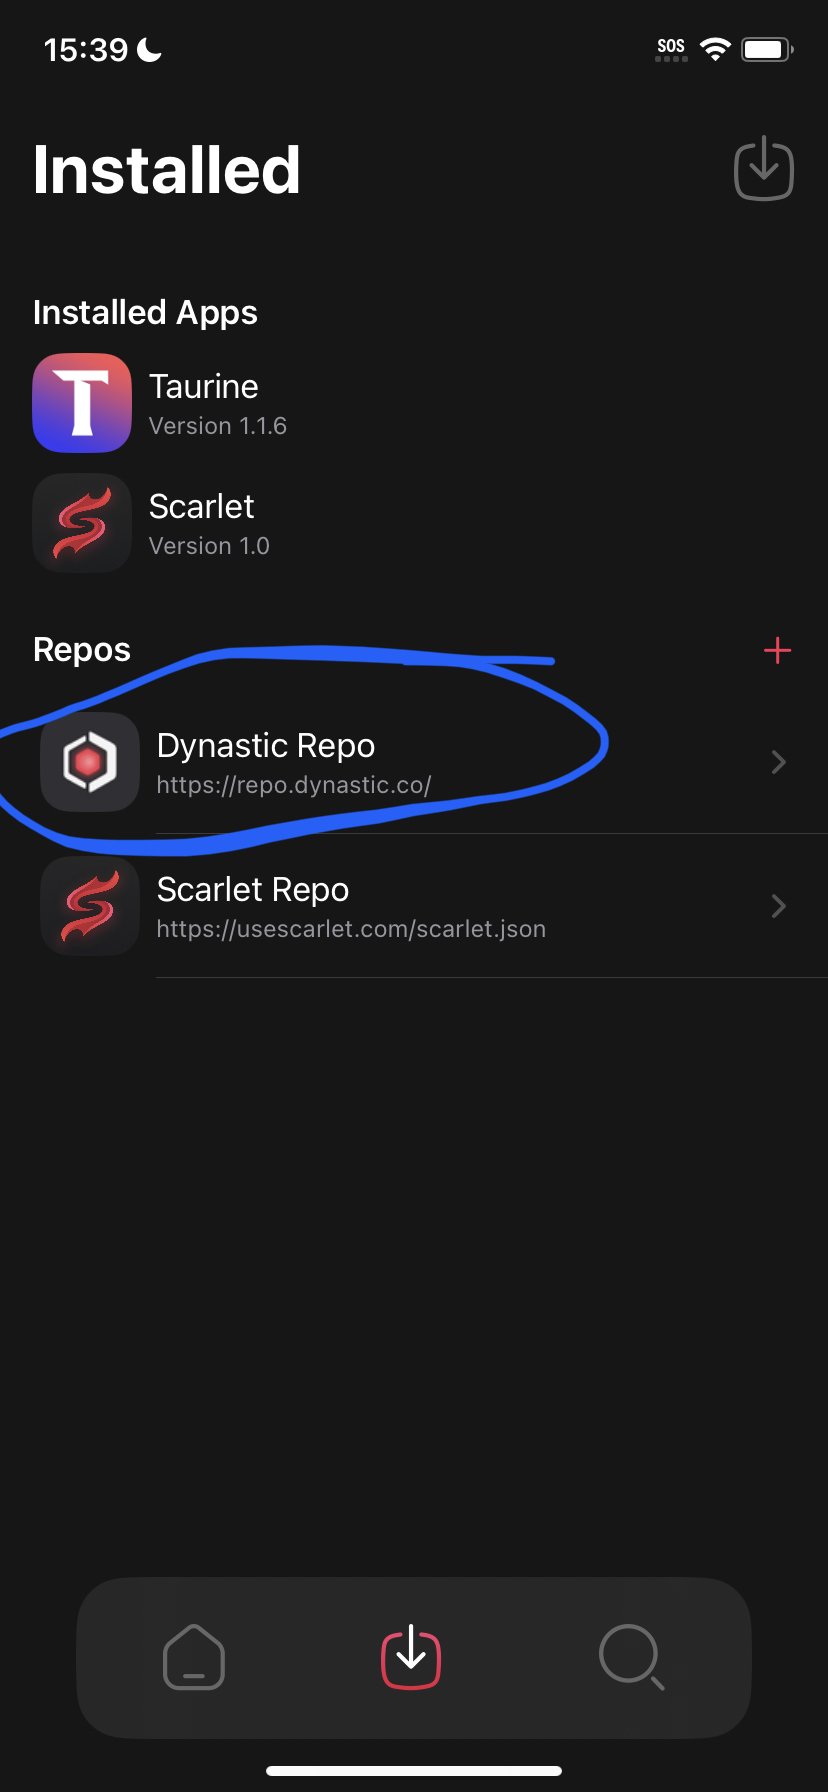 15:39
SOS
Installed
Installed Apps
Taurine
Version 1.1.6
Scarlet
Version 1.0
Repos
Dynastic Repo
https://repo.dynastic.co/
Scarlet Repo
https://usescarlet.com/scarlet.json